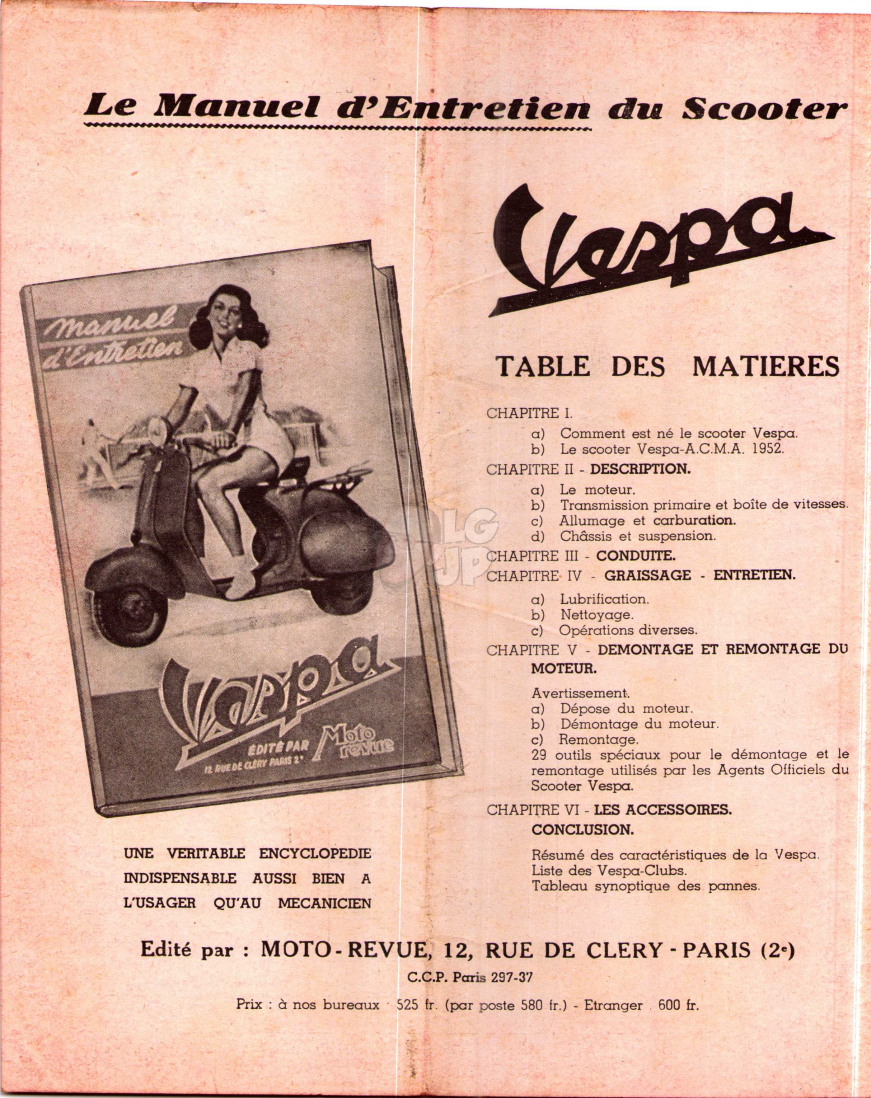 Le Manuel d'Entretien du Scooter
Vespa
Manuel
d'Entretien
Vespa
ÉDITÉ PAR
Moto
revue
12 RUE DE CLÉRY PARIS 2e
TABLE DES MATIERES
CHAPITRE I.
a) Comment est né le scooter Vespa.
b) Le scooter Vespa-A.C.M.A. 1952.
CHAPITRE II - DESCRIPTION.
a) Le moteur.
b) Transmission primaire et boîte de vitesses.
c) Allumage et carburation.
d) Châssis et suspension.
CHAPITRE III - CONDUITE.
CHAPITRE IV - GRAISSAGE - ENTRETIEN.
a) Lubrification.
b) Nettoyage.
c) Opérations diverses.
CHAPITRE V - DEMONTAGE ET REMONTAGE DU
MOTEUR.
Avertissement.
a) Dépose du moteur.
b) Démontage du moteur.
c) Remontage.
29 outils spéciaux pour le démontage et le
remontage utilisés par les Agents Officiels du
Scooter Vespa.
CHAPITRE VI - LES ACCESSOIRES.
CONCLUSION.
Résumé des caractéristiques de la Vespa.
Liste des Vespa-Clubs.
Tableau synoptique des pannes.
UNE VERITABLE ENCYCLOPEDIE
INDISPENSABLE AUSSI BIEN A
L'USAGER QU'AU MECANICIEN
Edité par : MOTO-REVUE, 12, RUE DE CLERY - PARIS (2e)
C.C.P. Paris 297-37
Prix : à nos bureaux 525 fr. (par poste 580 fr.) - Etranger 600 fr.